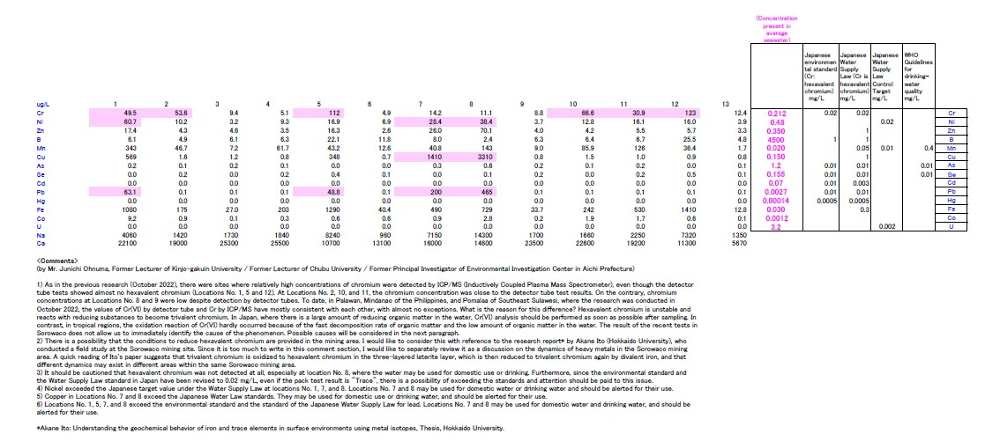 (Concentration
present in
average
seawater)
Japanese environmental standard (Cr: hexavalent chromium) mg/L
Japanese Water Supply Law (Cr is hexavalent chromium) mg/L
Japanese Water Supply Law Control Target mg/L
WHO Guidelines for drinking-water quality mg/L
ug/L 1 2 3 4 5 6 7 8 9 10 11 12 13
Cr 49.5 53.6 9.4 5.1 112 4.9 14.2 11.1 8.8 66.6 30.9 123 12.4 0.212 0.02 0.02 Cr
Ni 60.7 10.2 3.2 9.3 16.9 6.9 28.4 38.4 3.7 12.8 16.1 16.0 3.9 0.48 0.02 Ni
Zn 17.4 4.3 4.6 3.5 16.3 2.6 26.0 70.1 4.0 4.2 5.5 5.7 3.3 0.350 1 Zn
B 6.1 4.9 6.1 6.3 22.1 11.8 8.0 2.4 6.3 6.4 6.7 25.5 4.8 4500 1 1 B
Mn 343 46.7 7.2 61.7 43.2 12.6 40.8 143 9.0 85.9 126 36.4 1.7 0.020 0.05 0.01 0.4 Mn
Cu 569 1.6 1.2 0.8 348 0.7 1410 3310 0.8 1.5 1.0 0.9 0.8 0.150 1 Cu
As 0.2 0.1 0.2 0.1 0.0 0.0 0.3 0.6 0.2 0.1 0.2 0.0 0.1 1.2 0.01 0.01 0.01 As
Se 0.0 0.2 0.0 0.2 0.4 0.1 0.0 0.0 0.2 0.0 0.2 0.5 0.1 0.155 0.01 0.01 0.01 Se
Cd 0.0 0.0 0.0 0.0 0.0 0.0 0.0 0.0 0.0 0.0 0.0 0.0 0.0 0.07 0.01 0.003 Cd
Pb 63.1 0.1 0.1 0.1 48.8 0.1 200 465 0.1 0.1 0.1 0.1 0.1 0.0027 0.01 0.01 Pb
Hg 0.0 0.0 0.0 0.0 0.0 0.0 0.0 0.0 0.0 0.0 0.0 0.0 0.0 0.00014 0.0005 0.0005 Hg
Fe 1080 175 27.0 203 1290 40.4 490 729 33.7 242 530 1410 12.8 0.030 0.3 Fe
Co 9.2 0.9 0.1 0.3 0.6 0.6 0.9 2.8 0.2 1.9 1.7 0.6 0.1 0.0012 Co
U 0.0 0.0 0.0 0.0 0.0 0.0 0.0 0.0 0.0 0.0 0.0 0.0 0.0 3.2 0.002 U
Na 4060 1420 1730 1840 8240 960 7150 14300 1700 1660 2250 7320 1350
Ca 22100 19000 25300 25500 10700 13100 16000 14600 23500 22600 19200 11300 5670
<Comments>
(by Mr. Junichi Ohnuma, Former Lecturer of Kinjo-gakuin University / Former Lecturer of Chubu University / Former Principal Investigator of Environmental Investigation Center in Aichi Prefecture)
1) As in the previous research (October 2022), there were sites where relatively high concentrations of chromium were detected by ICP/MS (Inductively Coupled Plasma Mass Spectrometer), even though the detector
tube tests showed almost no hexavalent chromium (Locations No. 1, 5 and 12). At Locations No. 2, 10, and 11, the chromium concentration was close to the detector tube test results. On the contrary, chromium
concentrations at Locations No. 8 and 9 were low despite detection by detector tubes. To date, in Palawan, Mindanao of the Philippines, and Pomalaa of Southeast Sulawesi, where the research was conducted in
October 2022, the values of Cr(VI) by detector tube and Cr by ICP/MS have mostly consistent with each other, with almost no exceptions. What is the reason for this difference? Hexavalent chromium is unstable and
reacts with reducing substances to become trivalent chromium. In Japan, where there is a large amount of reducing organic matter in the water, Cr(VI) analysis should be performed as soon as possible after sampling. In
contrast, in tropical regions, the oxidation reaction of Cr(VI) hardly occurred because of the fast decomposition rate of organic matter and the low amount of organic matter in the water. The result of the recent tests in
Sorowaco does not allow us to immediately identify the cause of the phenomenon. Possible causes will be considered in the next paragraph.
2) There is a possibility that the conditions to reduce hexavalent chromium are provided in the mining area. I would like to consider this with reference to the research report* by Akane Ito (Hokkaido University), who
conducted a field study at the Sorowaco mining site. Since it is too much to write in this comment section, I would like to separately review it as a discussion on the dynamics of heavy metals in the Sorowaco mining
area. A quick reading of Ito's paper suggests that trivalent chromium is oxidized to hexavalent chromium in the three-layered laterite layer, which is then reduced to trivalent chromium again by divalent iron, and that
different dynamics may exist in different areas within the same Sorowaco mining area.
3) It should be cautioned that hexavalent chromium was not detected at all, especially at location No. 8, where the water may be used for domestic use or drinking. Furthermore, since the environmental standard and
the Water Supply Law standard in Japan have been revised to 0.02 mg/L, even if the pack test result is "Trace", there is a possibility of exceeding the standards and attention should be paid to this issue.
4) Nickel exceeded the Japanese target value under the Water Supply Law at locations No. 1, 7, and 8. Locations No. 7 and 8 may be used for domestic water or drinking water and should be alerted for their use.
5) Copper in Locations No. 7 and 8 exceed the Japanese Water Law standards. They may be used for domestic use or drinking water, and should be alerted for their use.
6) Locations No. 1, 5, 7, and 8 exceed the environmental standard and the standard of the Japanese Water Supply Law for lead. Locations No. 7 and 8 may be used for domestic water and drinking water, and should be
alerted for their use.
*Akane Ito: Understanding the geochemical behavior of iron and trace elements in surface environments using metal isotopes, Thesis, Hokkaido University.